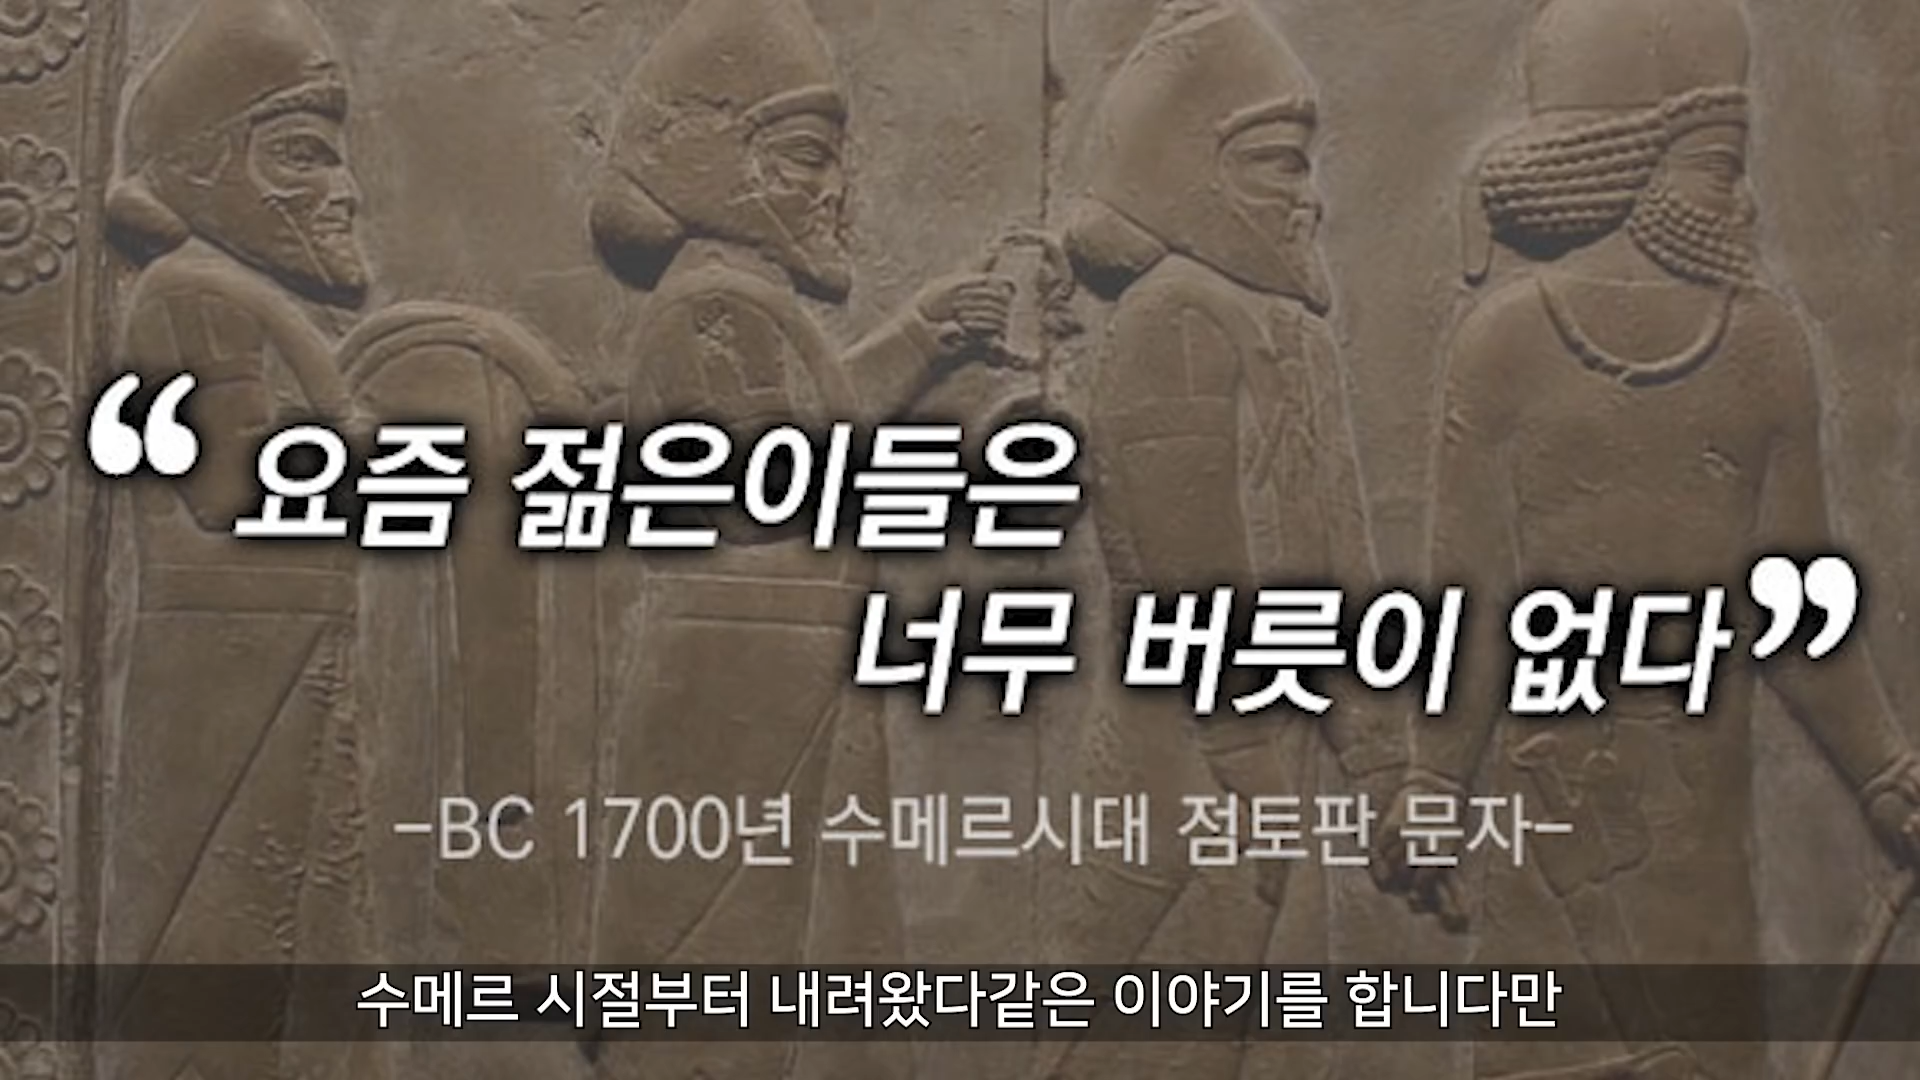 “요즘 젊은이들은
너무 버릇이 없다”
-BC 1700년 수메르시대 점토판 문자-
수메르 시절부터 내려왔다같은 이야기를 합니다만